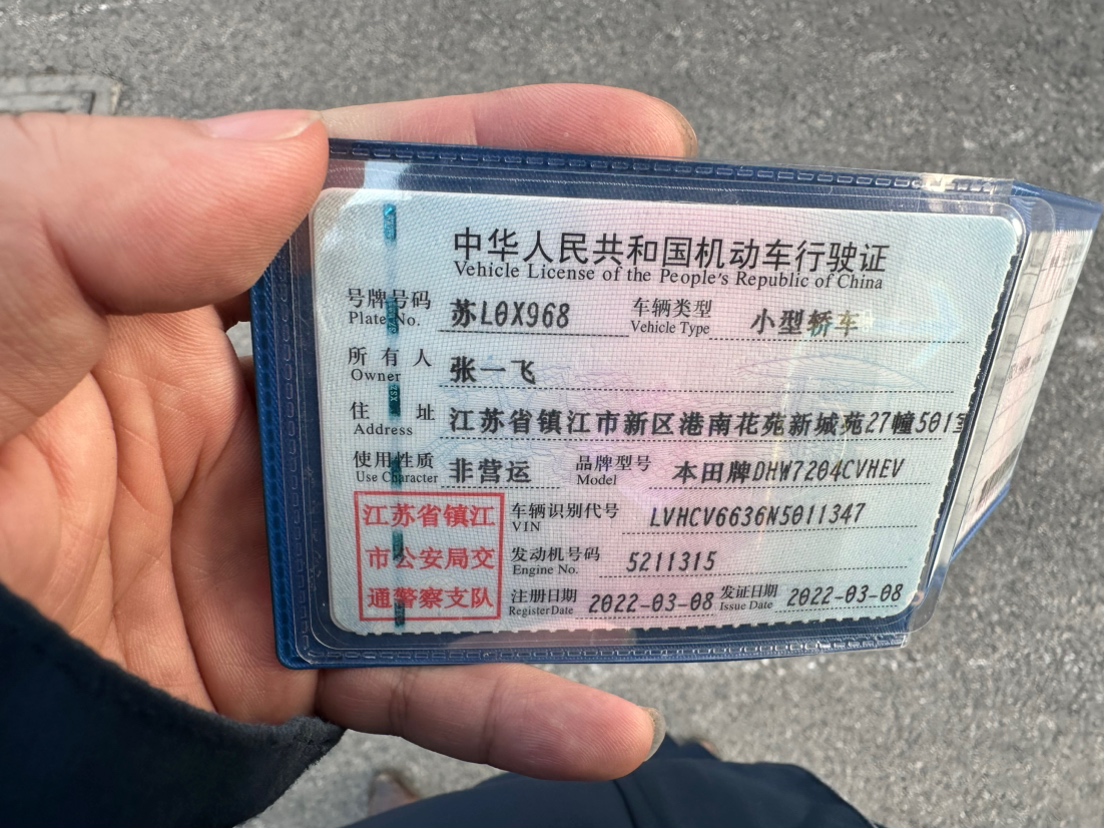 中华人民共和国机动车行驶证
Vehicle License of the People's Republic of China
号牌号码 苏L0X968 车辆类型 小型轿车
Plate No. Vehicle Type
所有人 张一飞
Owner
住址 江苏省镇江市新区港南花苑新城苑27幢501室
Address
使用性质 非营运 品牌型号 本田牌DHW7204CVHEV
Use Character Model
江苏省镇江
市公安局交
通警察支队
车辆识别代号 LVHCV6636N5011347
VIN
发动机号码 5211315
Engine No.
注册日期 2022-03-08 发证日期 2022-03-08
Register Date Issue Date